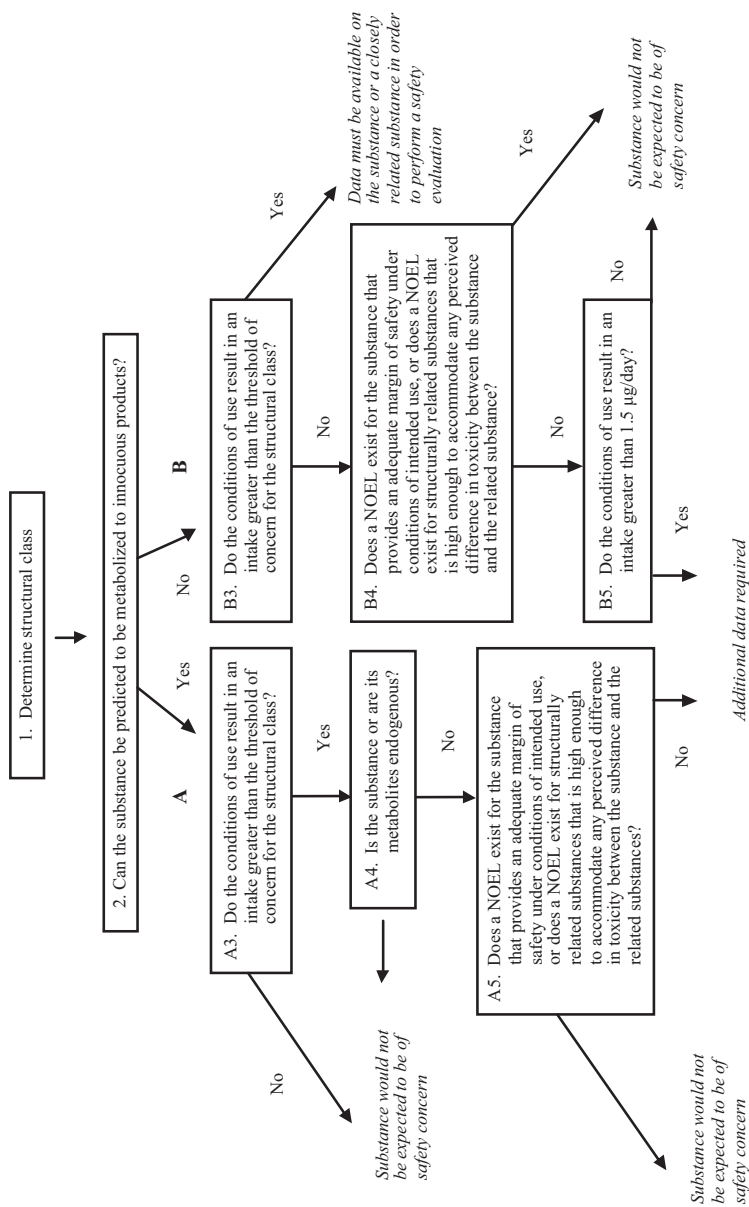 1. Determine structural class
2. Can the substance be predicted to be metabolized to innocuous products?
Yes
No
A
B
A3. Do the conditions of use result in an
intake greater than the threshold of
concern for the structural class?
No
Substance would not
be expected to be of
safety concern
Yes
A4. Is the substance or are its
metabolites endogenous?
No
A5. Does a NOEL exist for the substance
that provides an adequate margin of
safety under conditions of intended use,
or does a NOEL exist for structurally
related substances that is high enough
to accommodate any perceived difference
in toxicity between the substance and the
related substances?
Substance would not
be expected to be of
safety concern
No
B3. Do the conditions of use result in an
intake greater than the threshold of
concern for the structural class?
Yes
Data must be available on
the substance or a closely
related substance in order
to perform a safety
evaluation
No
B4. Does a NOEL exist for the substance that
provides an adequate margin of safety under
conditions of intended use, or does a NOEL
exist for structurally related substances that
is high enough to accommodate any perceived
difference in toxicity between the substance
and the related substance?
Yes
Substance would not
be expected to be of
safety concern
No
B5. Do the conditions of use result in an
intake greater than 1.5 μg/day?
No
Yes
Additional data required